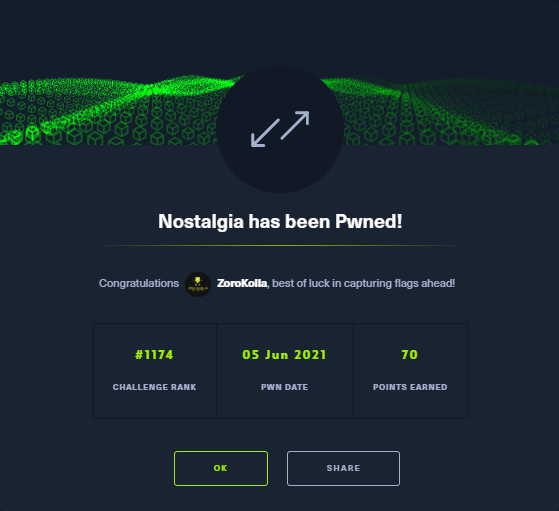 Nostalgia has been Pwned!
Congratulations ZoroKolla, best of luck in capturing flags ahead!
#1174 05 Jun 2021 70
CHALLENGE RANK PWN DATE POINTS EARNED
OK SHARE